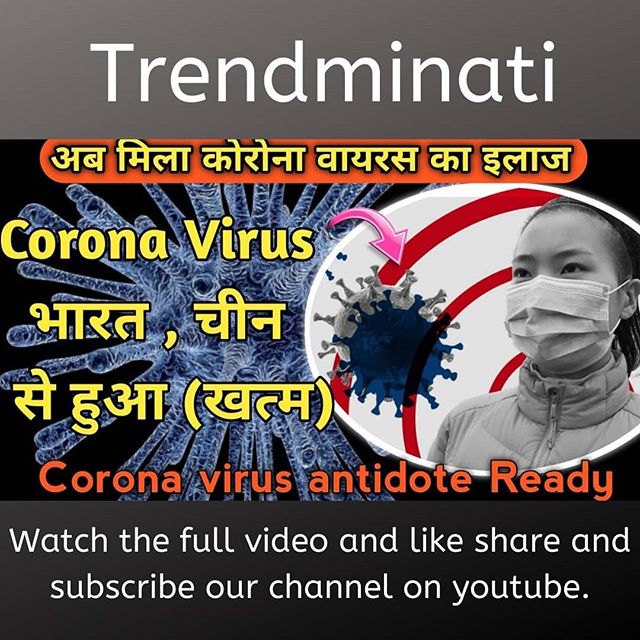 Trendminati
अब मिला कोरोना वायरस का इलाज
Corona Virus
भारत , चीन
से हुआ (खत्म)
Corona virus antidote Ready
Watch the full video and like share and
subscribe our channel on youtube.